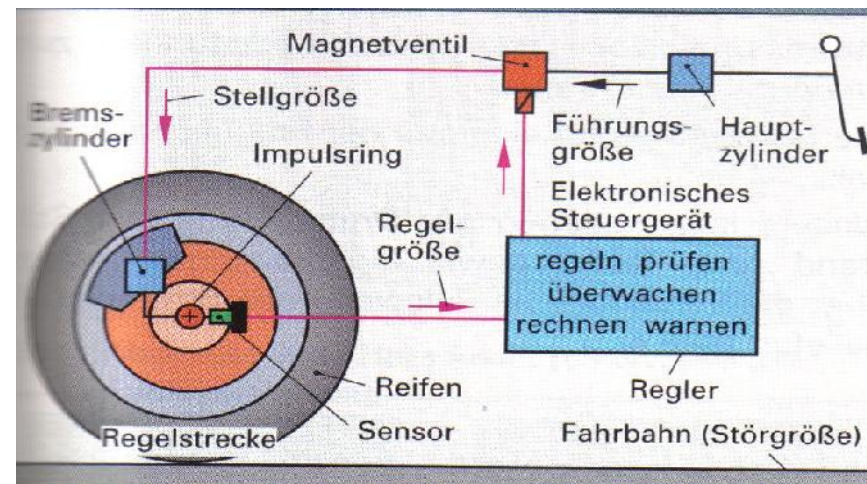 Magnetventil
Stellgröße
Brems-
zylinder
Impulsring
Führungs-
größe
Haupt-
zylinder
Elektronisches
Steuergerät
Regel-
größe
regeln prüfen
überwachen
rechnen warnen
Reifen
Regler
Regelstrecke
Sensor
Fahrbahn (Störgröße)